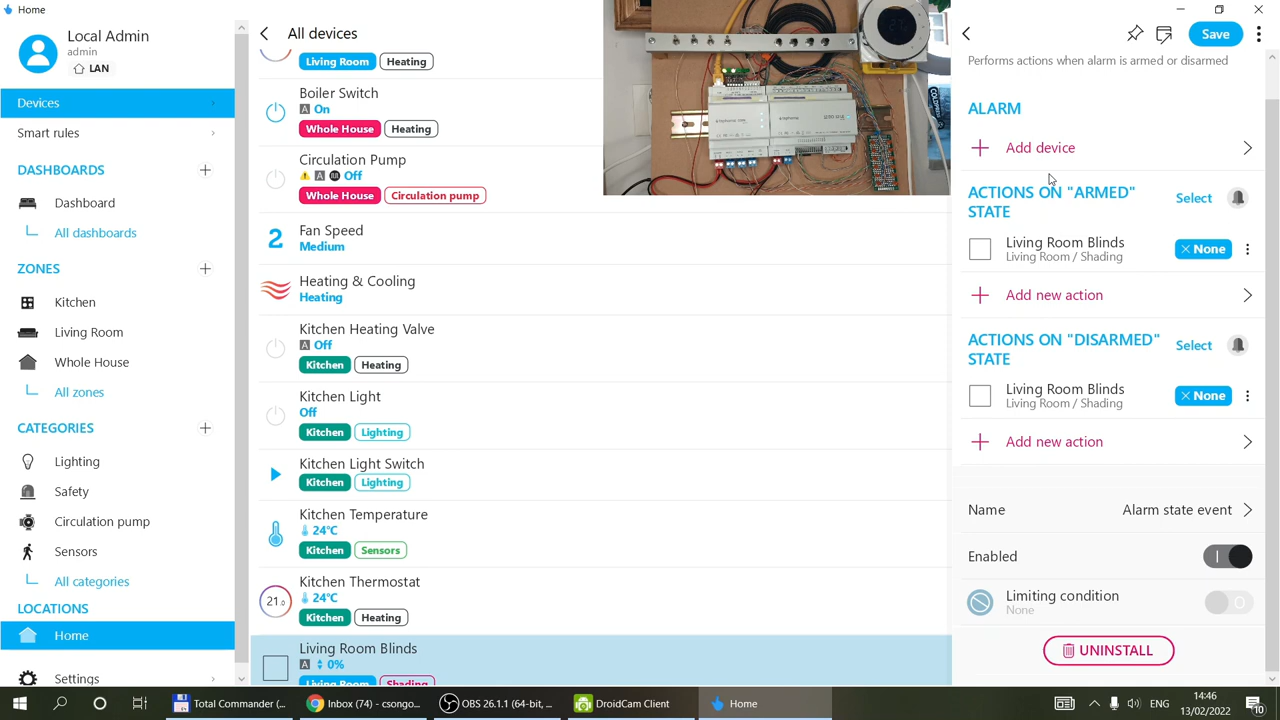 Home
Local Admin
admin
LAN
Devices
Smart rules
DASHBOARDS
Dashboard
All dashboards
ZONES
Kitchen
Living Room
Whole House
All zones
CATEGORIES
Lighting
Safety
Circulation pump
Sensors
All categories
LOCATIONS
Home
Settings
All devices
Living Room Heating
Boiler Switch
A On
Whole House Heating
Circulation Pump
A Off
Whole House Circulation pump
2 Fan Speed
Medium
Heating & Cooling
Heating
Kitchen Heating Valve
A Off
Kitchen Heating
Kitchen Light
Off
Kitchen Lighting
Kitchen Light Switch
Kitchen Lighting
Kitchen Temperature
24°C
Kitchen Sensors
Kitchen Thermostat
21.0 24°C
Kitchen Heating
Living Room Blinds
A 0%
Living Room Shading
COLDPRESS
Save
Performs actions when alarm is armed or disarmed
ALARM
Add device
ACTIONS ON "ARMED"
STATE
Select
Living Room Blinds
Living Room / Shading
× None
Add new action
ACTIONS ON "DISARMED"
STATE
Select
Living Room Blinds
Living Room / Shading
× None
Add new action
Name Alarm state event
Enabled
Limiting condition
None
UNINSTALL
Total Commander (...
Inbox (74) - csongo...
OBS 26.1.1 (64-bit, ...
DroidCam Client
Home
ENG
14:46
13/02/2022
10